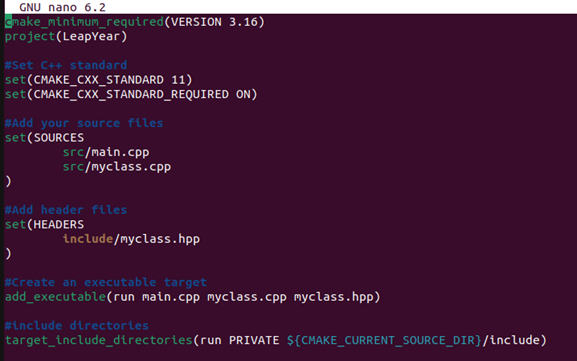 GNU nano 6.2
cmake_minimum_required(VERSION 3.16)
project(LeapYear)
#Set C++ standard
set(CMAKE_CXX_STANDARD 11)
set(CMAKE_CXX_STANDARD_REQUIRED ON)
#Add your source files
set(SOURCES
src/main.cpp
src/myclass.cpp
)
#Add header files
set(HEADERS
include/myclass.hpp
)
#Create an executable target
add_executable(run main.cpp myclass.cpp myclass.hpp)
#include directories
target_include_directories(run PRIVATE ${CMAKE_CURRENT_SOURCE_DIR}/include)